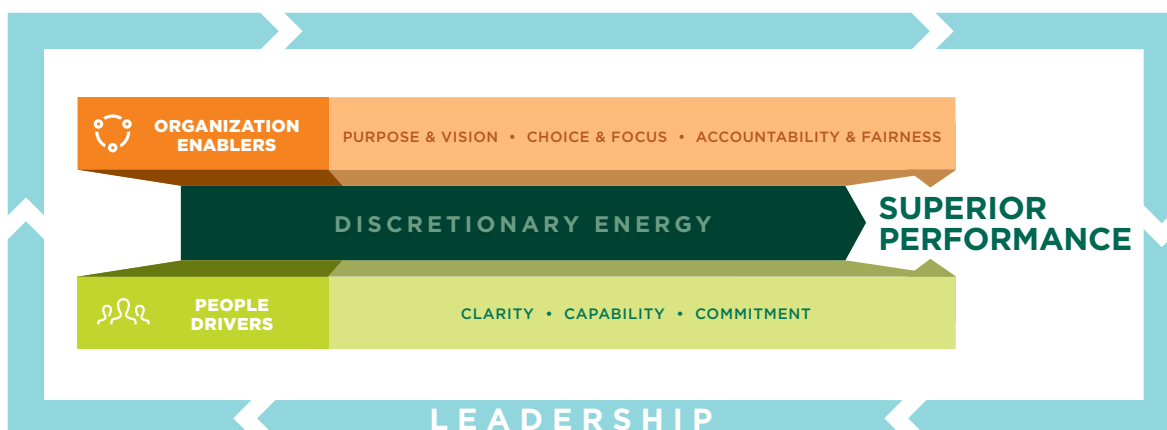 ORGANIZATION
ENABLERS
PURPOSE & VISION • CHOICE & FOCUS • ACCOUNTABILITY & FAIRNESS
DISCRETIONARY ENERGY
SUPERIOR
PERFORMANCE
PEOPLE
DRIVERS
CLARITY • CAPABILITY • COMMITMENT
LEADERSHIP